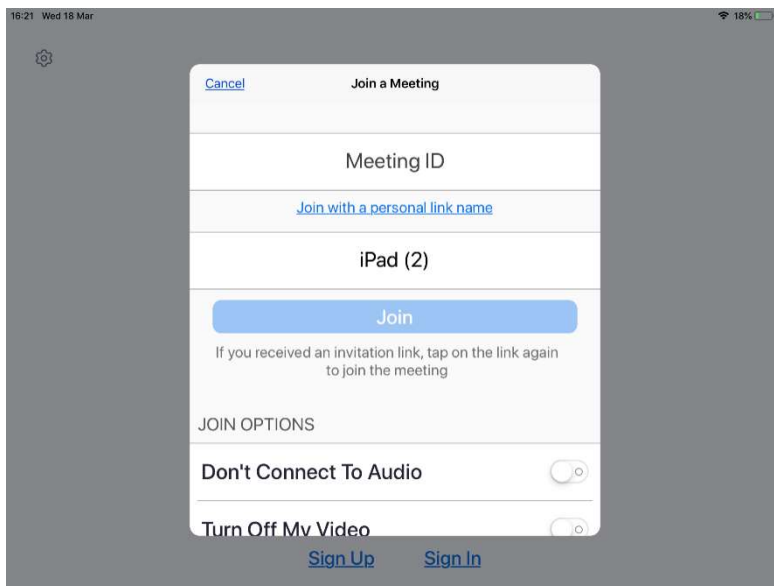 16:21 Wed 18 Mar 18%
Cancel Join a Meeting
Meeting ID
Join with a personal link name
iPad (2)
Join
If you received an invitation link, tap on the link again
to join the meeting
JOIN OPTIONS
Don't Connect To Audio
Turn Off My Video
Sign Up Sign In